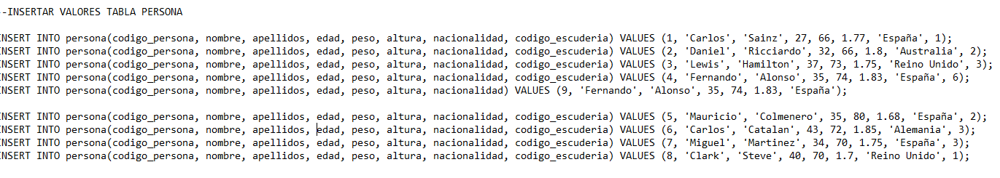 --INSERTAR VALORES TABLA PERSONA
INSERT INTO persona(codigo_persona, nombre, apellidos, edad, peso, altura, nacionalidad, codigo_escuderia) VALUES (1, 'Carlos', 'Sainz', 27, 66, 1.77, 'España', 1);
INSERT INTO persona(codigo_persona, nombre, apellidos, edad, peso, altura, nacionalidad, codigo_escuderia) VALUES (2, 'Daniel', 'Ricciardo', 32, 66, 1.8, 'Australia', 2);
INSERT INTO persona(codigo_persona, nombre, apellidos, edad, peso, altura, nacionalidad, codigo_escuderia) VALUES (3, 'Lewis', 'Hamilton', 37, 73, 1.75, 'Reino Unido', 3);
INSERT INTO persona(codigo_persona, nombre, apellidos, edad, peso, altura, nacionalidad, codigo_escuderia) VALUES (4, 'Fernando', 'Alonso', 35, 74, 1.83, 'España', 6);
INSERT INTO persona(codigo_persona, nombre, apellidos, edad, peso, altura, nacionalidad) VALUES (9, 'Fernando', 'Alonso', 35, 74, 1.83, 'España');
INSERT INTO persona(codigo_persona, nombre, apellidos, edad, peso, altura, nacionalidad, codigo_escuderia) VALUES (5, 'Mauricio', 'Colmenero', 35, 80, 1.68, 'España', 2);
INSERT INTO persona(codigo_persona, nombre, apellidos, edad, peso, altura, nacionalidad, codigo_escuderia) VALUES (6, 'Carlos', 'Catalan', 43, 72, 1.85, 'Alemania', 3);
INSERT INTO persona(codigo_persona, nombre, apellidos, edad, peso, altura, nacionalidad, codigo_escuderia) VALUES (7, 'Miguel', 'Martinez', 34, 70, 1.75, 'España', 3);
INSERT INTO persona(codigo_persona, nombre, apellidos, edad, peso, altura, nacionalidad, codigo_escuderia) VALUES (8, 'Clark', 'Steve', 40, 70, 1.7, 'Reino Unido', 1);